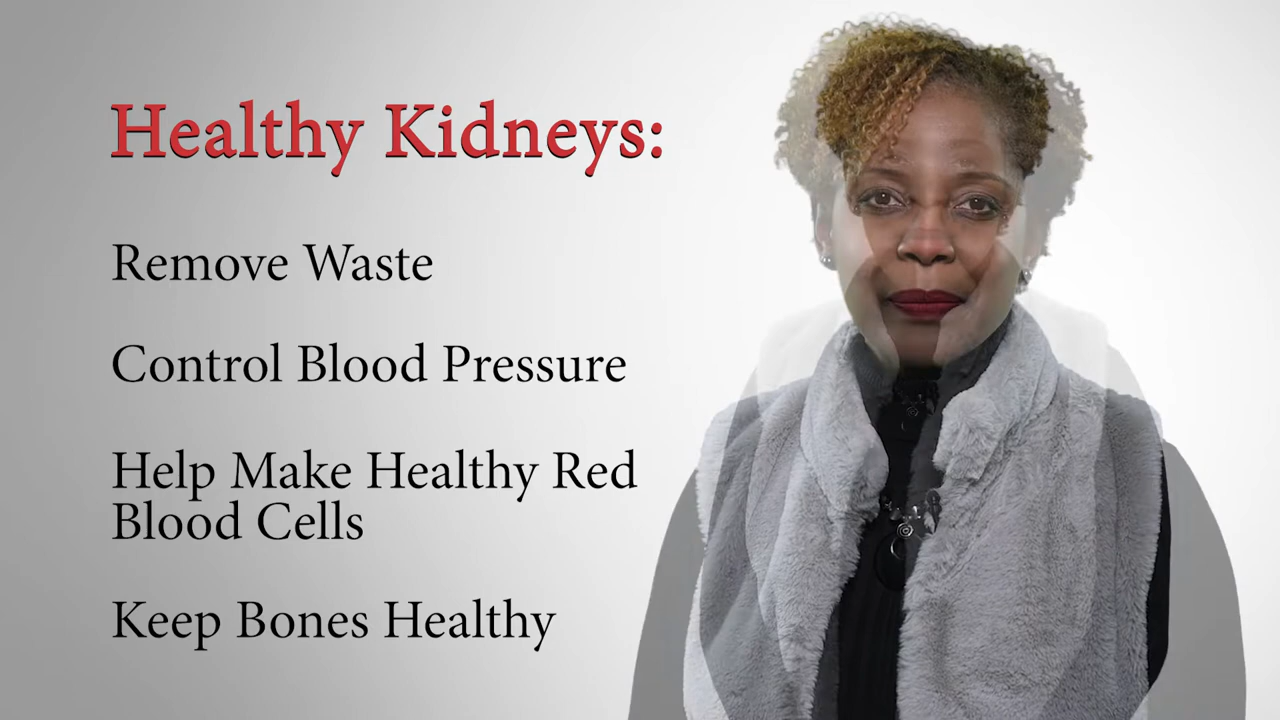 Healthy Kidneys:
Remove Waste
Control Blood Pressure
Help Make Healthy Red
Blood Cells
Keep Bones Healthy